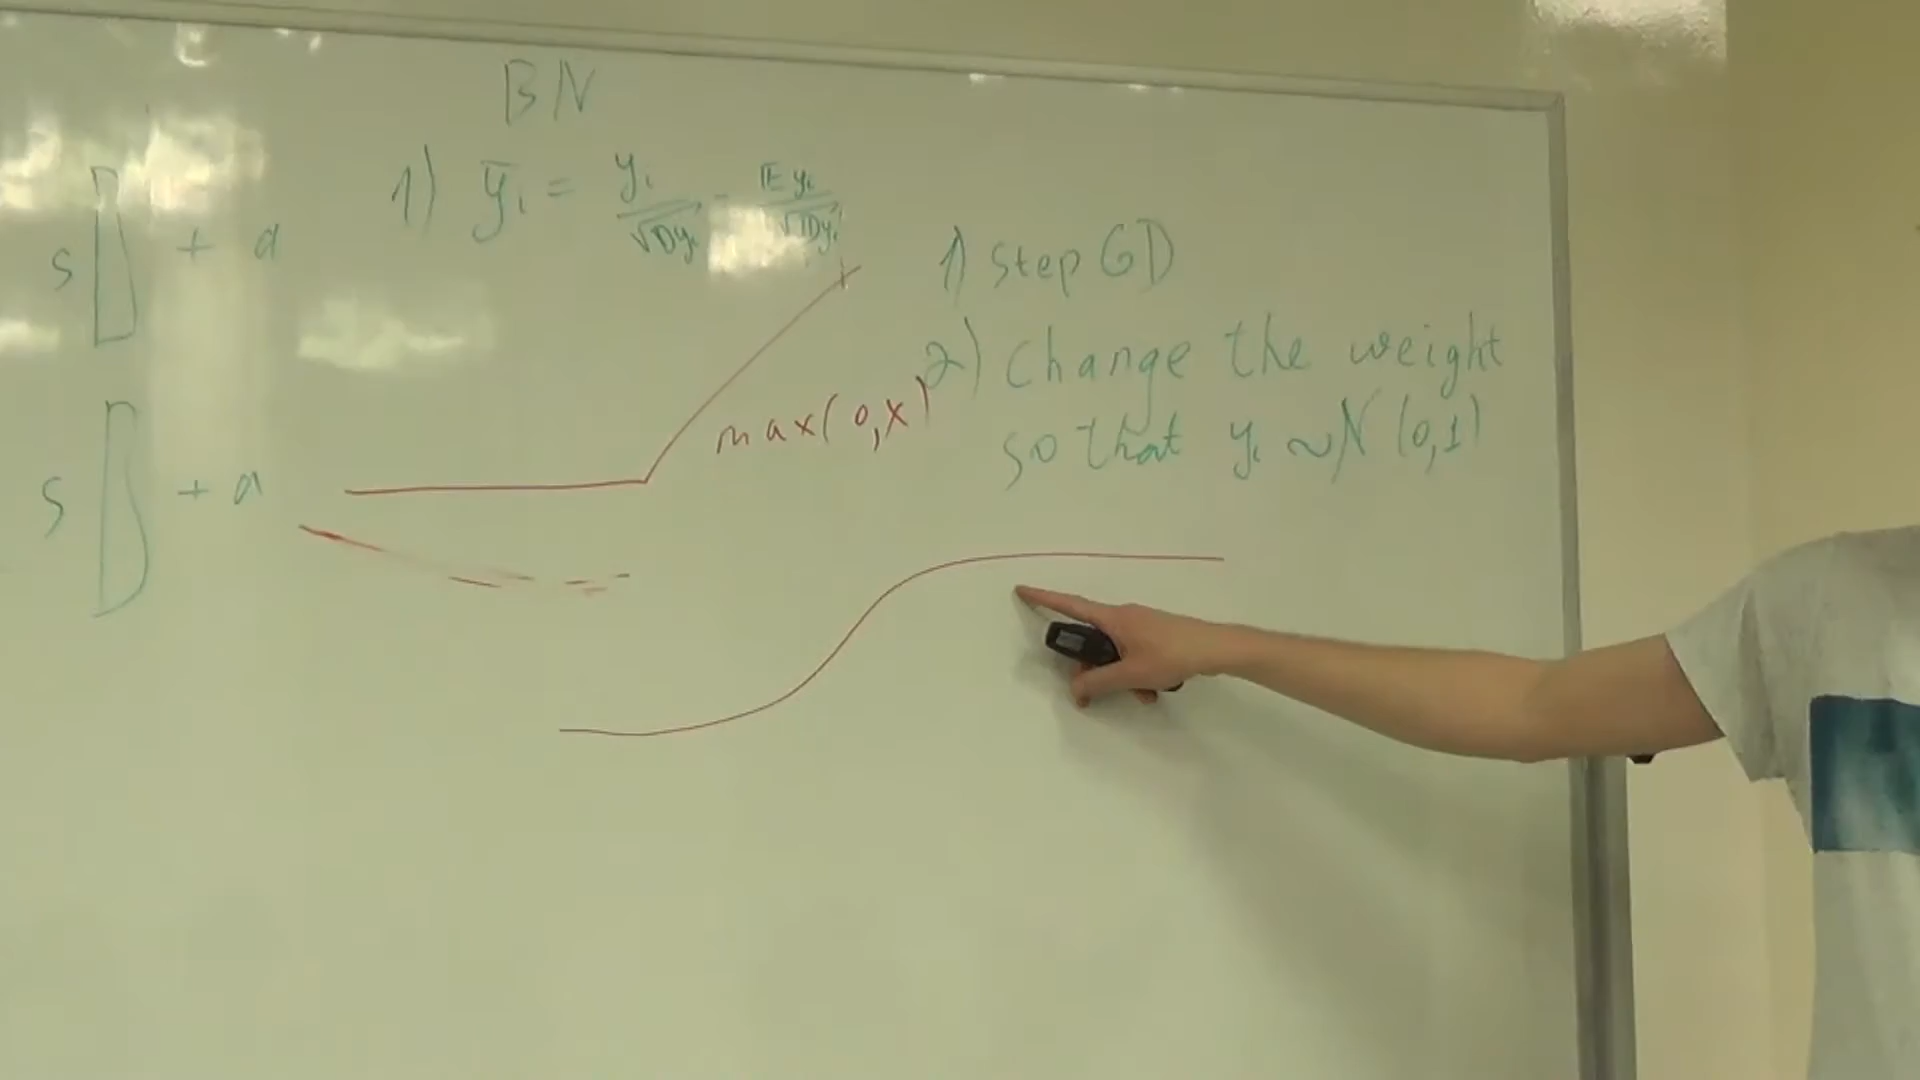 BN
1) ȳᵢ = yᵢ/√Dyᵢ - 𝔼yᵢ/√Dyᵢ
S + a
1) Step GD
2) Change the weight
so that yᵢ ~ N(0,1)
max(0,x)
S + a